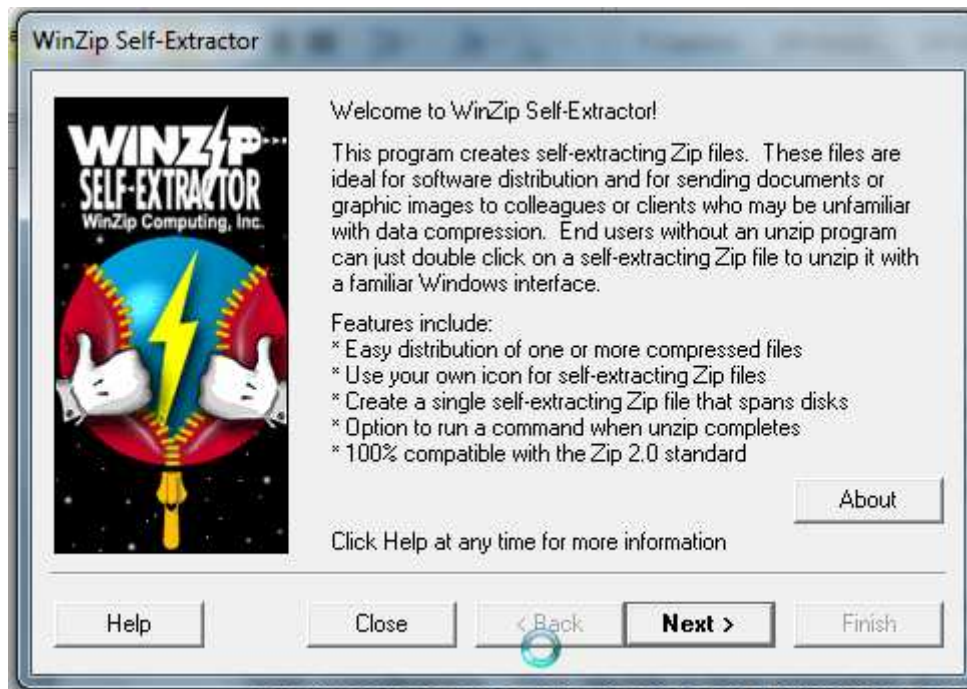 WinZip Self-Extractor
WINZIP
SELF-EXTRACTOR
WinZip Computing, Inc.
Welcome to WinZip Self-Extractor!
This program creates self-extracting Zip files. These files are
ideal for software distribution and for sending documents or
graphic images to colleagues or clients who may be unfamiliar
with data compression. End users without an unzip program
can just double click on a self-extracting Zip file to unzip it with
a familiar Windows interface.
Features include:
* Easy distribution of one or more compressed files
* Use your own icon for self-extracting Zip files
* Create a single self-extracting Zip file that spans disks
* Option to run a command when unzip completes
* 100% compatible with the Zip 2.0 standard
About
Click Help at any time for more information
Help
Close
< Back
Next >
Finish